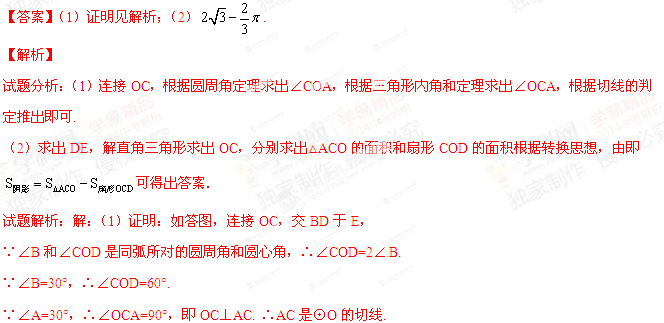 【答案】(1) 证明见解析; (2) 2√3-2/3π.
【解析】
试题分析: (1) 连接 OC, 根据圆周角定理求出∠COA, 根据三角形内角和定理求出∠OCA, 根据切线的判
定推出即可.
(2) 求出 DE, 解直角三角形求出 OC, 分别求出△ACO 的面积和扇形 COD 的面积根据转换思想, 由即
S阴影=S△ACO-S扇形OCD可得出答案.
试题解析: 解: (1) 证明: 如答图, 连接 OC, 交 BD 于 E,
∵∠B 和∠COD 是同弧所对的圆周角和圆心角, ∴∠COD=2∠B.
∵∠B=30°, ∴∠COD=60°.
∵∠A=30°, ∴∠OCA=90°, 即 OC⊥AC. ∴AC 是⊙O 的切线.